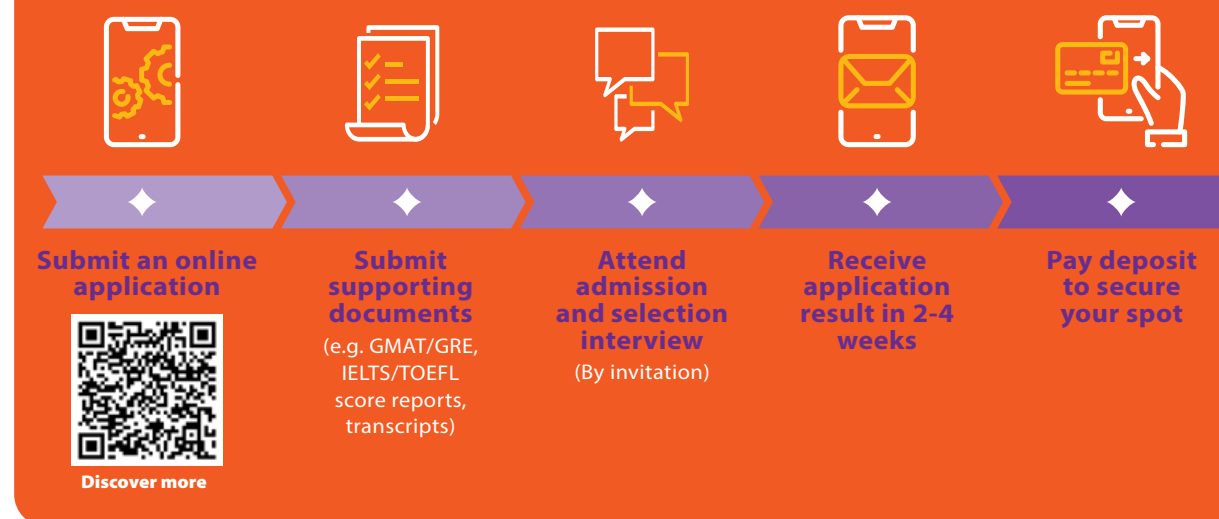 Submit an online
application
Discover more
Submit
supporting
documents
(e.g. GMAT/GRE,
IELTS/TOEFL
score reports,
transcripts)
Attend
admission
and selection
interview
(By invitation)
Receive
application
result in 2-4
weeks
Pay deposit
to secure
your spot